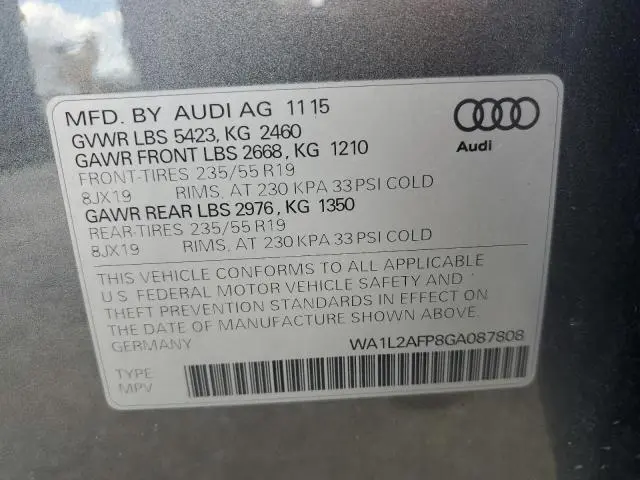 MFD. BY AUDI AG 11 15
GVWR LBS 5423, KG 2460
GAWR FRONT LBS 2668, KG 1210
FRONT-TIRES 235/55 R19
8JX19 RIMS, AT 230 KPA 33 PSI COLD
GAWR REAR LBS 2976, KG 1350
REAR-TIRES 235/55 R19
8JX19 RIMS, AT 230 KPA 33 PSI COLD
Audi
THIS VEHICLE CONFORMS TO ALL APPLICABLE
U.S. FEDERAL MOTOR VEHICLE SAFETY AND
THEFT PREVENTION STANDARDS IN EFFECT ON
THE DATE OF MANUFACTURE SHOWN ABOVE.
GERMANY WA1L2AFP8GA087808
TYPE:
MPV